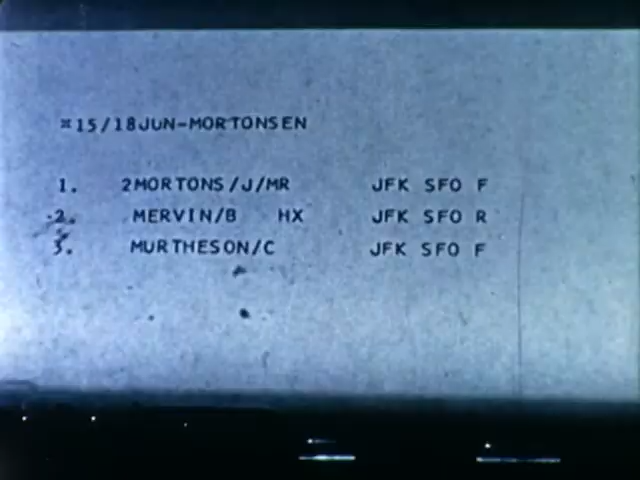 ¤15/18JUN-MORTONSEN
1. 2MORTONS/J/MR JFK SFO F
2. MERVIN/B HX JFK SFO R
3. MURTHESON/C JFK SFO F